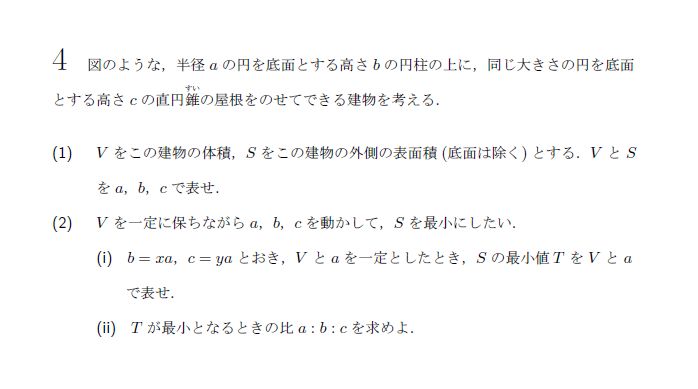 4 図のような，半径 a の円を底面とする高さ b の円柱の上に，同じ大きさの円を底面
とする高さ c の直円錐すいの屋根をのせてできる建物を考える．
(1) V をこの建物の体積，S をこの建物の外側の表面積 (底面は除く) とする．V と S
を a，b，c で表せ．
(2) V を一定に保ちながら a，b，c を動かして，S を最小にしたい．
(i) b = xa，c = ya とおき，V と a を一定としたとき，S の最小値 T を V と a
で表せ．
(ii) T が最小となるときの比 a : b : c を求めよ．